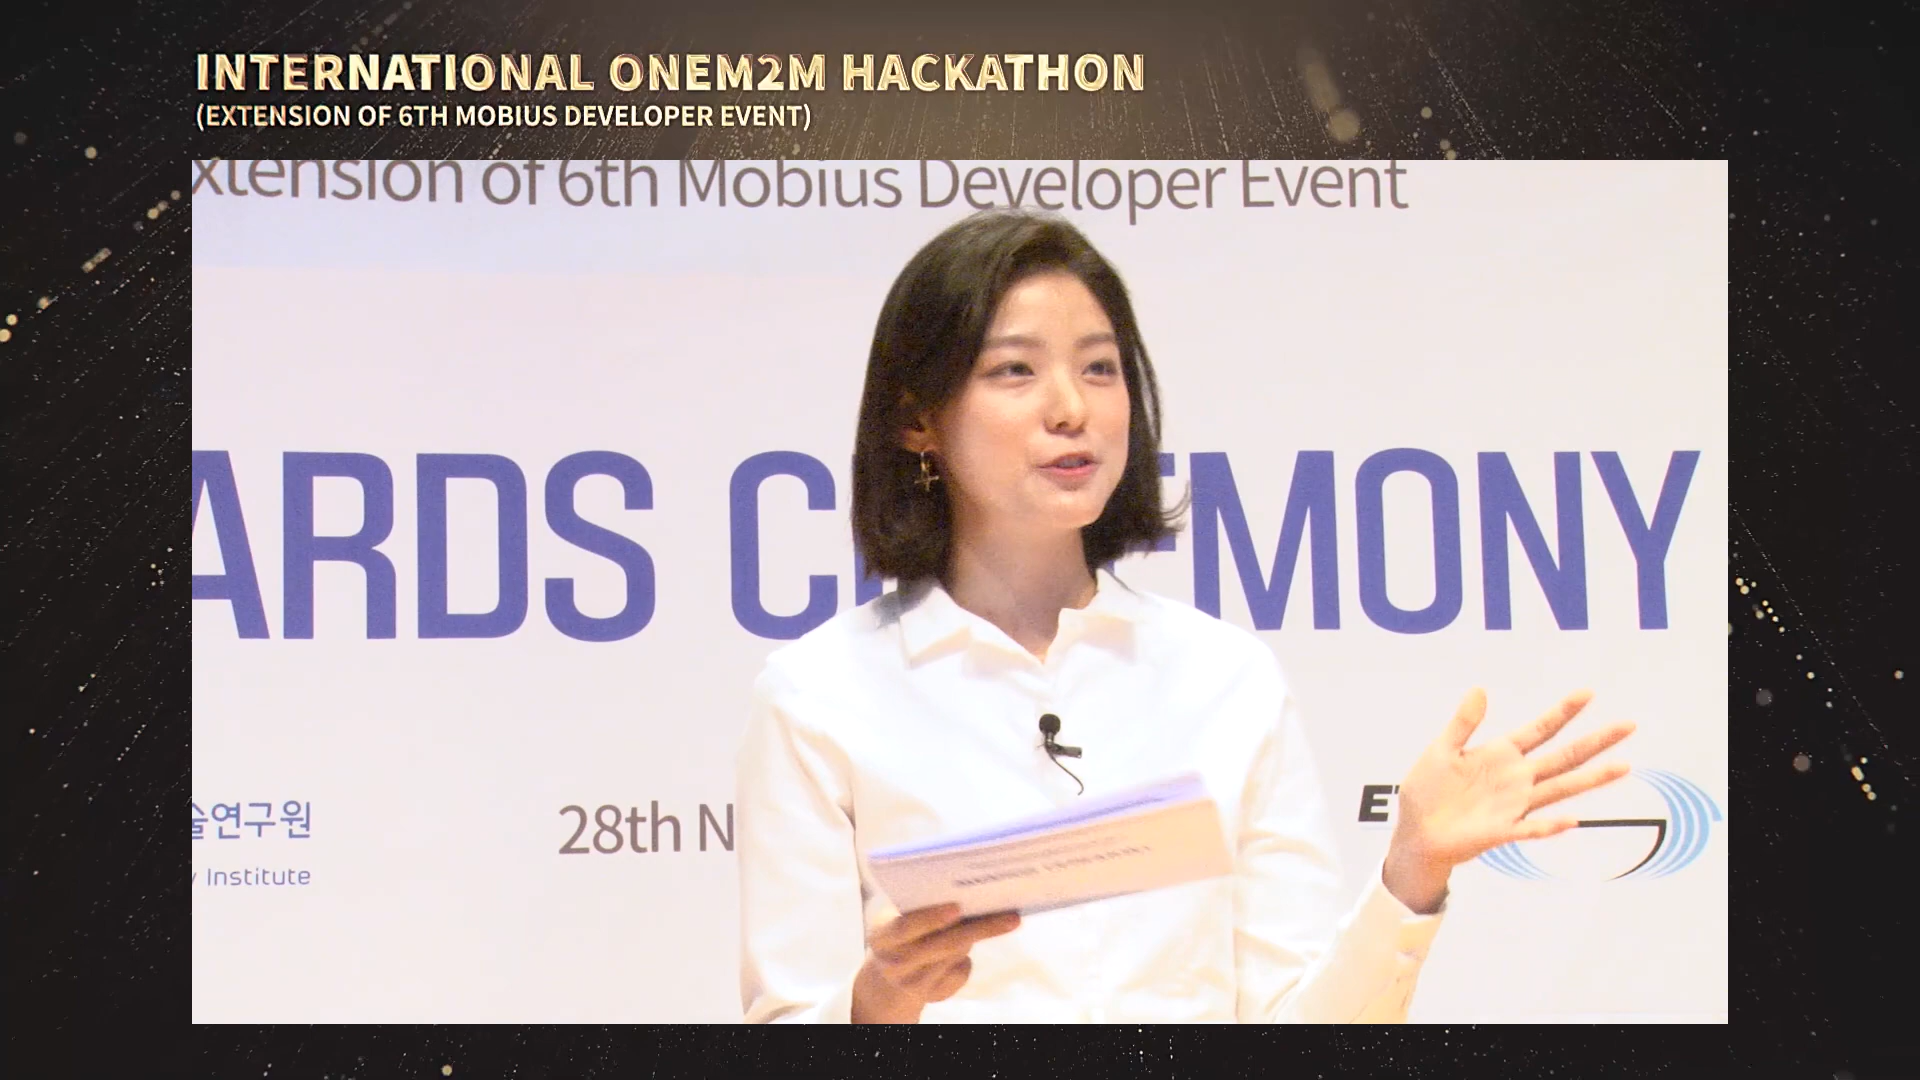 INTERNATIONAL ONEM2M HACKATHON
(EXTENSION OF 6TH MOBIUS DEVELOPER EVENT)
xtension of 6th Mobius Developer Event
ARDS C EMONY
술연구원
28th N
Institute